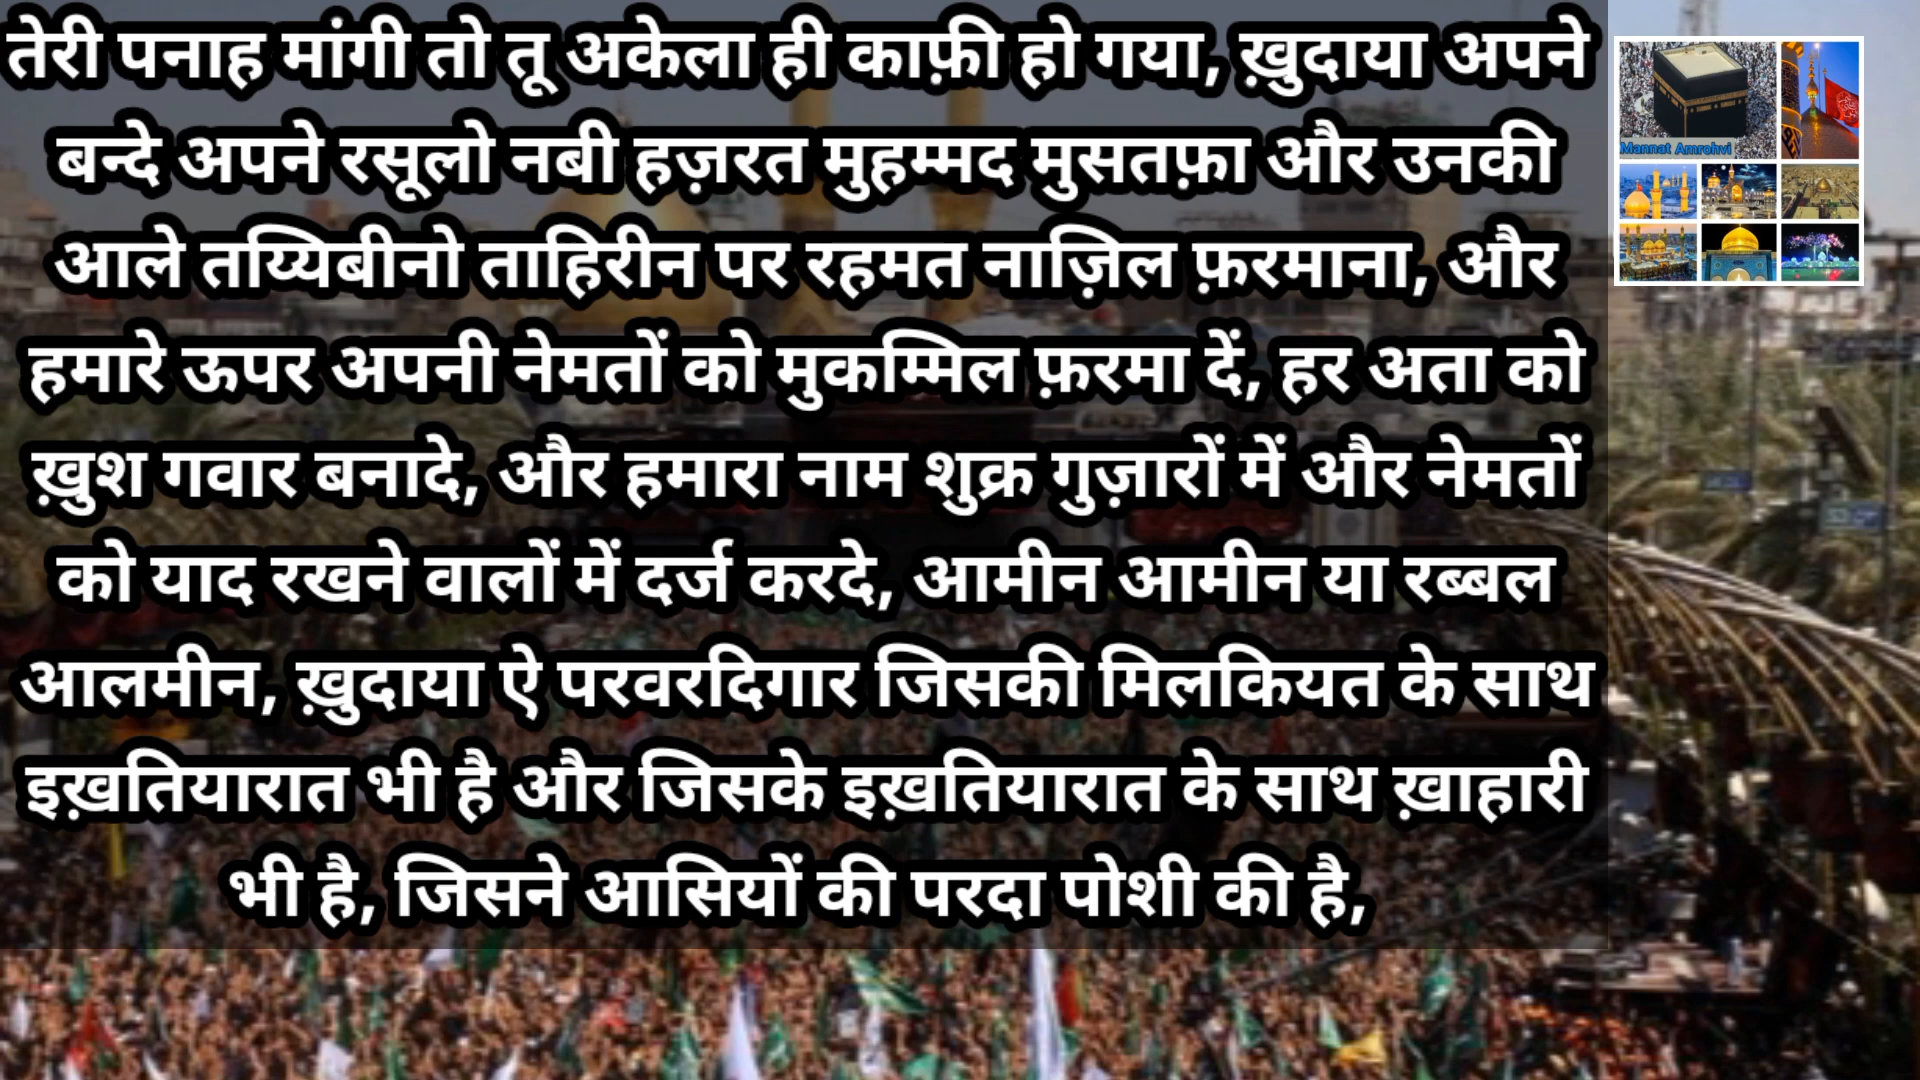 तेरी पनाह मांगी तो तू अकेला ही काफ़ी हो गया, ख़ुदाया अपने
बन्दे अपने रसूलो नबी हज़रत मुहम्मद मुसतफ़ा और उनकी
आले तय्यिबीनो ताहिरीन पर रहमत नाज़िल फ़रमाना, और
हमारे ऊपर अपनी नेमतों को मुकम्मिल फ़रमा दें, हर अता को
ख़ुश गवार बनादे, और हमारा नाम शुक्र गुज़ारों में और नेमतों
को याद रखने वालों में दर्ज करदे, आमीन आमीन या रब्बल
आलमीन, ख़ुदाया ऐ परवरदिगार जिसकी मिलकियत के साथ
इख़तियारात भी है और जिसके इख़तियारात के साथ ख़ाहारी
भी है, जिसने आसियों की परदा पोशी की है,
Mannat Amrohvi